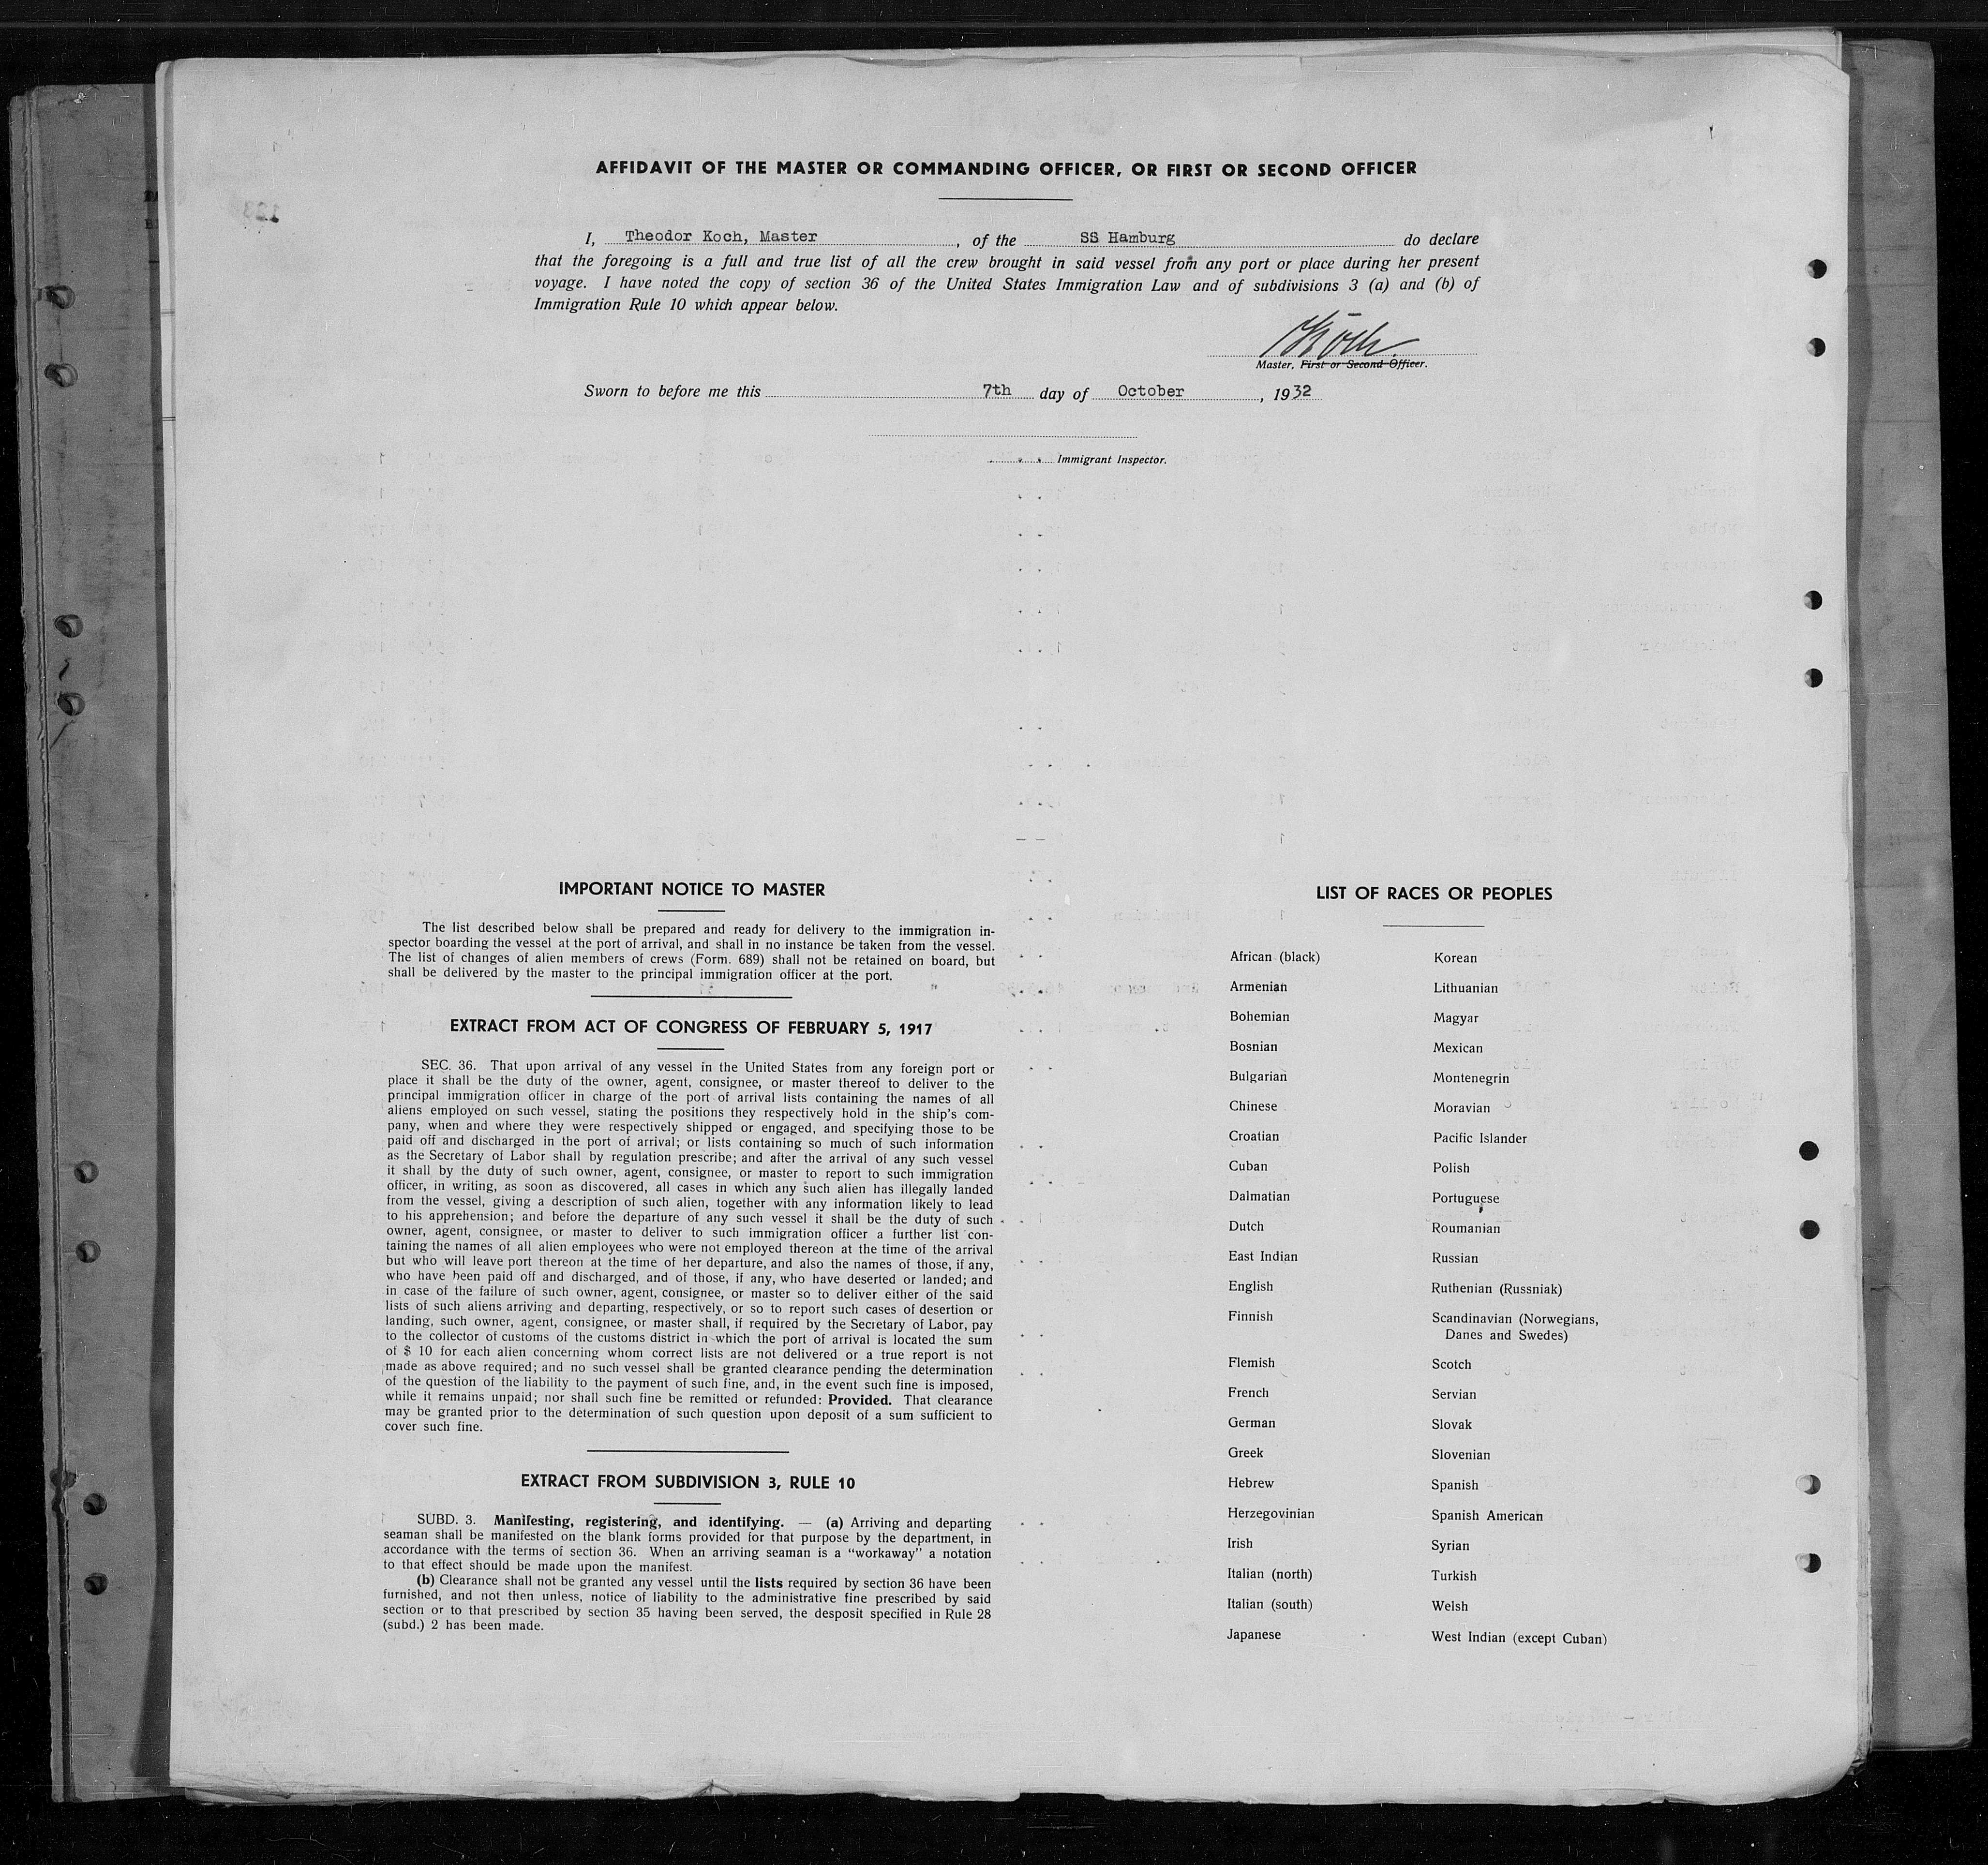 AFFIDAVIT OF THE MASTER OR COMMANDING OFFICER, OR FIRST OR SECOND OFFICER
I, Theodor Koch, Master, of the SS Hamburg do declare
that the foregoing is a full and true list of all the crew brought in said vessel from any port or place during her present
voyage. I have noted the copy of section 36 of the United States Immigration Law and of subdivisions 3 (a) and (b) of
Immigration Rule 10 which appear below.
Koch.
Master, First or Second Officer.
Sworn to before me this 7th day of October, 1932
Immigrant Inspector.
IMPORTANT NOTICE TO MASTER
The list described below shall be prepared and ready for delivery to the immigration in-
spector boarding the vessel at the port of arrival, and shall in no instance be taken from the vessel.
The list of changes of alien members of crews (Form. 689) shall not be retained on board, but
shall be delivered by the master to the principal immigration officer at the port.
EXTRACT FROM ACT OF CONGRESS OF FEBRUARY 5, 1917
SEC. 36. That upon arrival of any vessel in the United States from any foreign port or
place it shall be the duty of the owner, agent, consignee, or master thereof to deliver to the
principal immigration officer in charge of the port of arrival lists containing the names of all
aliens employed on such vessel, stating the positions they respectively hold in the ship's com-
pany, when and where they were respectively shipped or engaged, and specifying those to be
paid off and discharged in the port of arrival; or lists containing so much of such information
as the Secretary of Labor shall by regulation prescribe; and after the arrival of any such vessel
it shall by the duty of such owner, agent, consignee, or master to report to such immigration
officer, in writing, as soon as discovered, all cases in which any such alien has illegally landed
from the vessel, giving a description of such alien, together with any information likely to lead
to his apprehension; and before the departure of any such vessel it shall be the duty of such
owner, agent, consignee, or master to deliver to such immigration officer a further list con-
taining the names of all alien employees who were not employed thereon at the time of the arrival
but who will leave port thereon at the time of her departure, and also the names of those, if any,
who have been paid off and discharged, and of those, if any, who have deserted or landed; and
in case of the failure of such owner, agent, consignee, or master so to deliver either of the said
lists of such aliens arriving and departing, respectively, or so to report such cases of desertion or
landing, such owner, agent, consignee, or master shall, if required by the Secretary of Labor, pay
to the collector of customs of the customs district in which the port of arrival is located the sum
of $ 10 for each alien concerning whom correct lists are not delivered or a true report is not
made as above required; and no such vessel shall be granted clearance pending the determination
of the question of the liability to the payment of such fine, and, in the event such fine is imposed,
while it remains unpaid; nor shall such fine be remitted or refunded: Provided. That clearance
may be granted prior to the determination of such question upon deposit of a sum sufficient to
cover such fine.
EXTRACT FROM SUBDIVISION 3, RULE 10
SUBD. 3. Manifesting, registering, and identifying. — (a) Arriving and departing
seaman shall be manifested on the blank forms provided for that purpose by the department, in
accordance with the terms of section 36. When an arriving seaman is a “workaway” a notation
to that effect should be made upon the manifest.
(b) Clearance shall not be granted any vessel until the lists required by section 36 have been
furnished, and not then unless, notice of liability to the administrative fine prescribed by said
section or to that prescribed by section 35 having been served, the desposit specified in Rule 28
(subd.) 2 has been made.
LIST OF RACES OR PEOPLES
African (black) Korean
Armenian Lithuanian
Bohemian Magyar
Bosnian Mexican
Bulgarian Montenegrin
Chinese Moravian
Croatian Pacific Islander
Cuban Polish
Dalmatian Portuguese
Dutch Roumanian
East Indian Russian
English Ruthenian (Russniak)
Finnish Scandinavian (Norwegians,
Danes and Swedes)
Flemish Scotch
French Servian
German Slovak
Greek Slovenian
Hebrew Spanish
Herzegovinian Spanish American
Irish Syrian
Italian (north) Turkish
Italian (south) Welsh
Japanese West Indian (except Cuban)